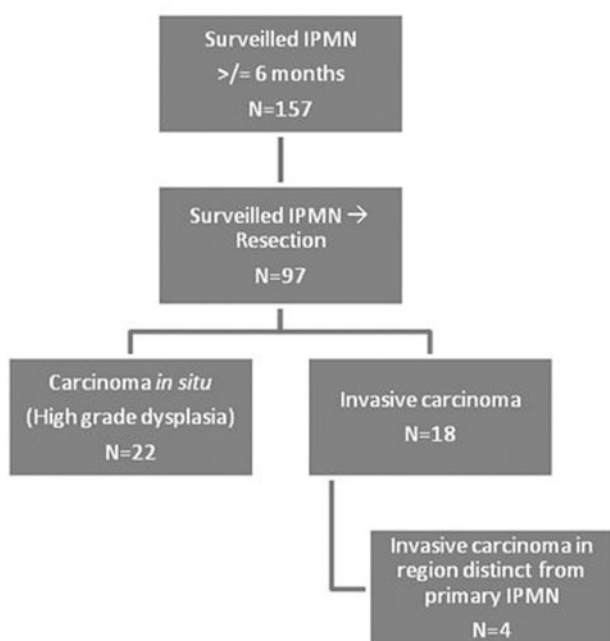 Surveilled IPMN
>/= 6 months
N=157
Surveilled IPMN →
Resection
N=97
Carcinoma in situ
(High grade dysplasia)
N=22
Invasive carcinoma
N=18
Invasive carcinoma in
region distinct from
primary IPMN
N=4